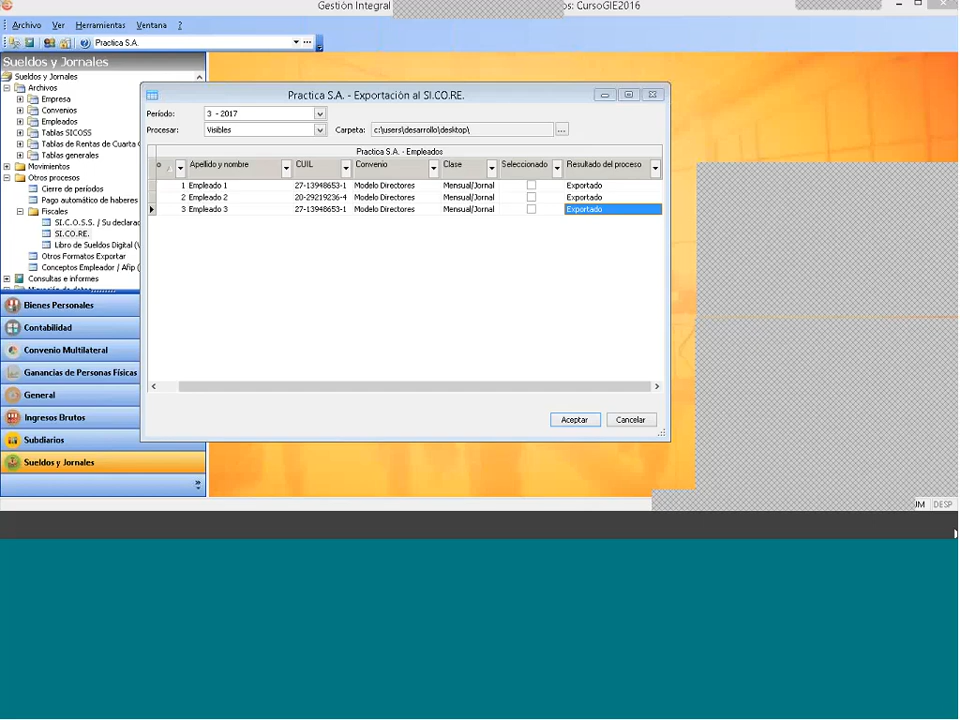 Gestión Integral
os: CursoGIE2016
Archivo Ver Herramientas Ventana ?
Practica S.A.
Sueldos y Jornales
Sueldos y Jornales
Archivos
Empresa
Convenios
Empleados
Tablas SICOSS
Tablas de Rentas de Cuarta C
Tablas generales
Movimientos
Otros procesos
Cierre de períodos
Pago automático de haberes
Fiscales
SI.C.O.S.S. / Su declarac
SI.CO.RE.
Libro de Sueldos Digital (V
Otros Formatos Exportar
Conceptos Empleador / Afip (
Consultas e informes
Bienes Personales
Contabilidad
Convenio Multilateral
Ganancias de Personas Físicas
General
Ingresos Brutos
Subdiarios
Sueldos y Jornales
»
Practica S.A. - Exportación al SI.CO.RE.
Período: 3 - 2017
Procesar: Visibles Carpeta: c:\users\desarrollo\desktop\ ...
Practica S.A. - Empleados
o Apellido y nombre CUIL Convenio Clase Seleccionado Resultado del proceso
1 Empleado 1 27-13948653-1 Modelo Directores Mensual/Jornal Exportado
2 Empleado 2 20-29219236-4 Modelo Directores Mensual/Jornal Exportado
3 Empleado 3 27-13948653-1 Modelo Directores Mensual/Jornal Exportado
Aceptar Cancelar
IM DESP